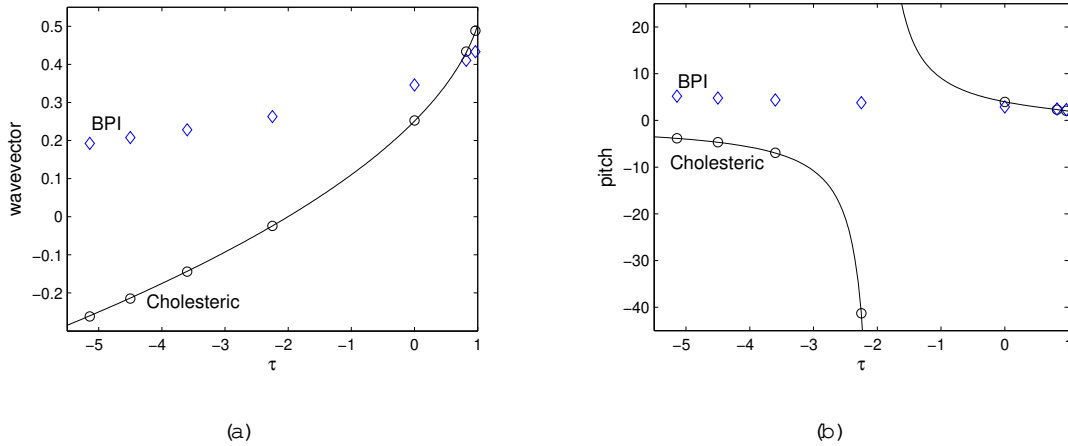 0.5
0.4
0.3
0.2
0.1
0
−0.1
−0.2
wavevector
BPI
Cholesteric
−5 −4 −3 −2 −1 0 1
τ
(a)
20
10
0
−10
−20
−30
−40
pitch
BPI
Cholesteric
−5 −4 −3 −2 −1 0 1
τ
(b)